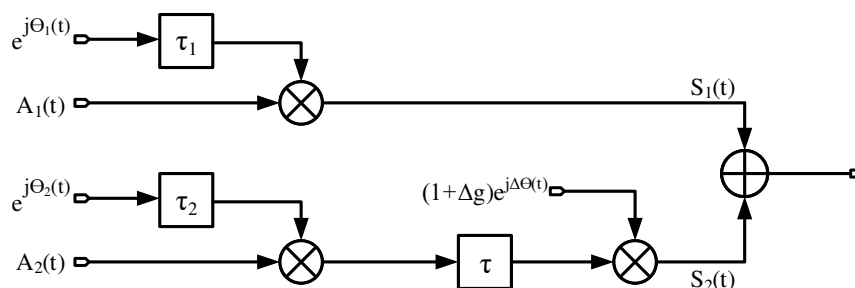 e^{jΘ₁(t)}
τ₁
A₁(t)
S₁(t)
e^{jΘ₂(t)}
τ₂
(1+Δg)e^{jΔΘ(t)}
A₂(t)
τ
S₂(t)